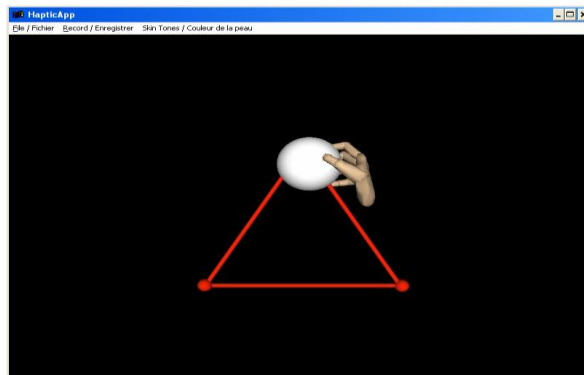 HapticApp
File / Fichier Record / Enregistrer Skin Tones / Couleur de la peau